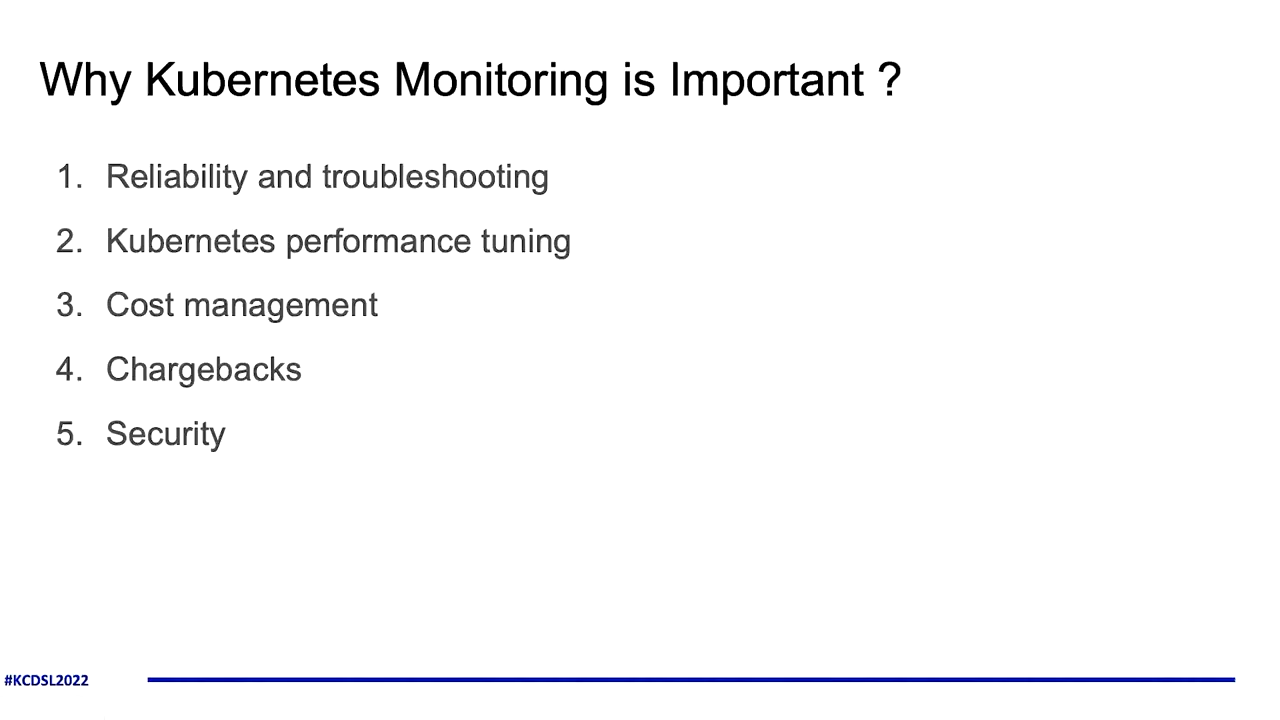 Why Kubernetes Monitoring is Important ?
1. Reliability and troubleshooting
2. Kubernetes performance tuning
3. Cost management
4. Chargebacks
5. Security
#KCDSL2022